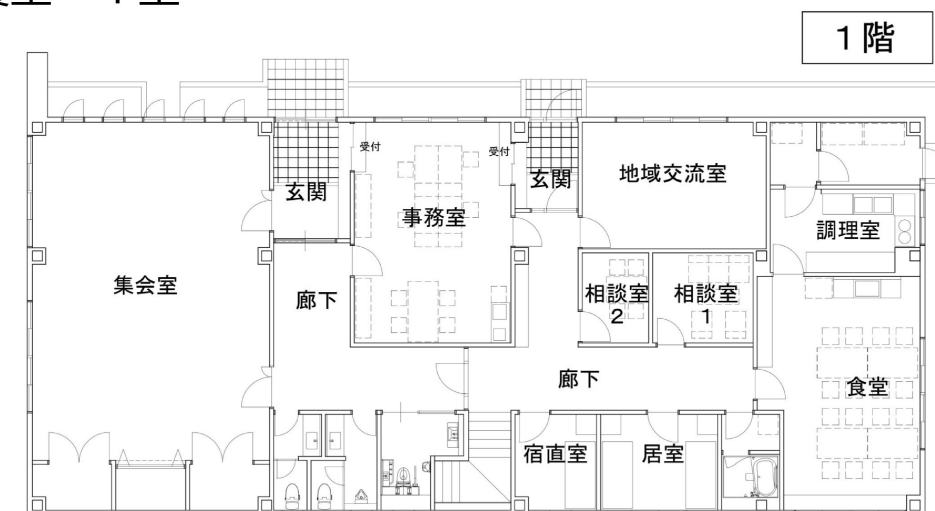 1階
受付
受付
玄関
玄関
地域交流室
事務室
調理室
集会室
廊下
相談室
2
相談室
1
廊下
食堂
宿直室
居室